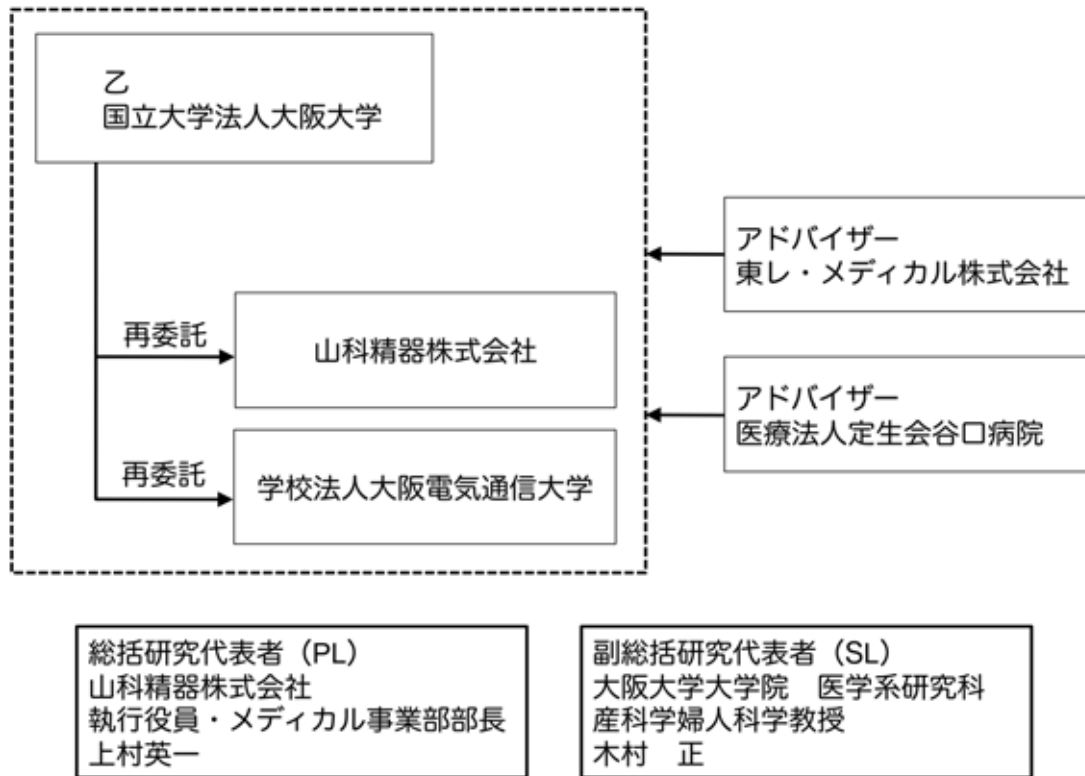 乙
国立大学法人大阪大学
アドバイザー
東レ・メディカル株式会社
再委託
山科精器株式会社
アドバイザー
医療法人定生会谷口病院
再委託
学校法人大阪電気通信大学
総括研究代表者（PL）
山科精器株式会社
執行役員・メディカル事業部部長
上村英一
副総括研究代表者（SL）
大阪大学大学院　医学系研究科
産科学婦人科学教授
木村　正